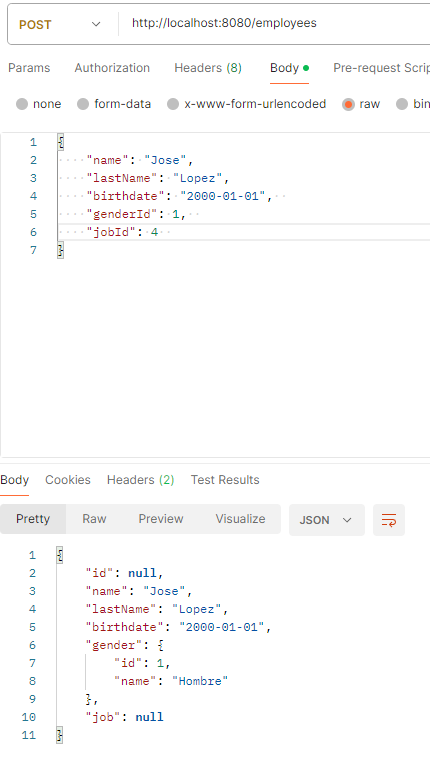 POST http://localhost:8080/employees
Params Authorization Headers (8) Body Pre-request Scrip
none form-data x-www-form-urlencoded raw bin
1 {
2 "name": "Jose",
3 "lastName": "Lopez",
4 "birthdate": "2000-01-01",
5 "genderId": 1,
6 "jobId": 4
7 }
Body Cookies Headers (2) Test Results
Pretty Raw Preview Visualize JSON
1 {
2 "id": null,
3 "name": "Jose",
4 "lastName": "Lopez",
5 "birthdate": "2000-01-01",
6 "gender": {
7 "id": 1,
8 "name": "Hombre"
9 },
10 "job": null
11 }